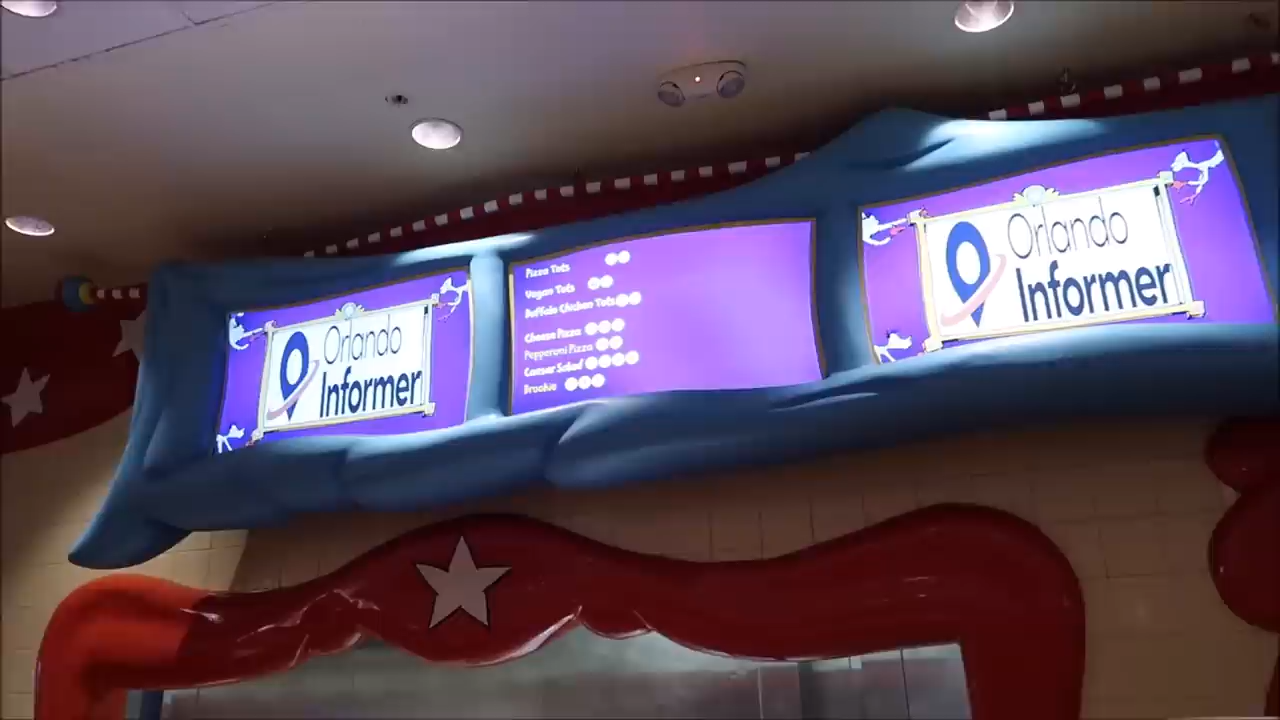 Orlando
Informer
Pizza Tots
Vegan Tots
Buffalo Chicken Tots
Cheese Pizza
Pepperoni Pizza
Caesar Salad
Brookie
Orlando
Informer